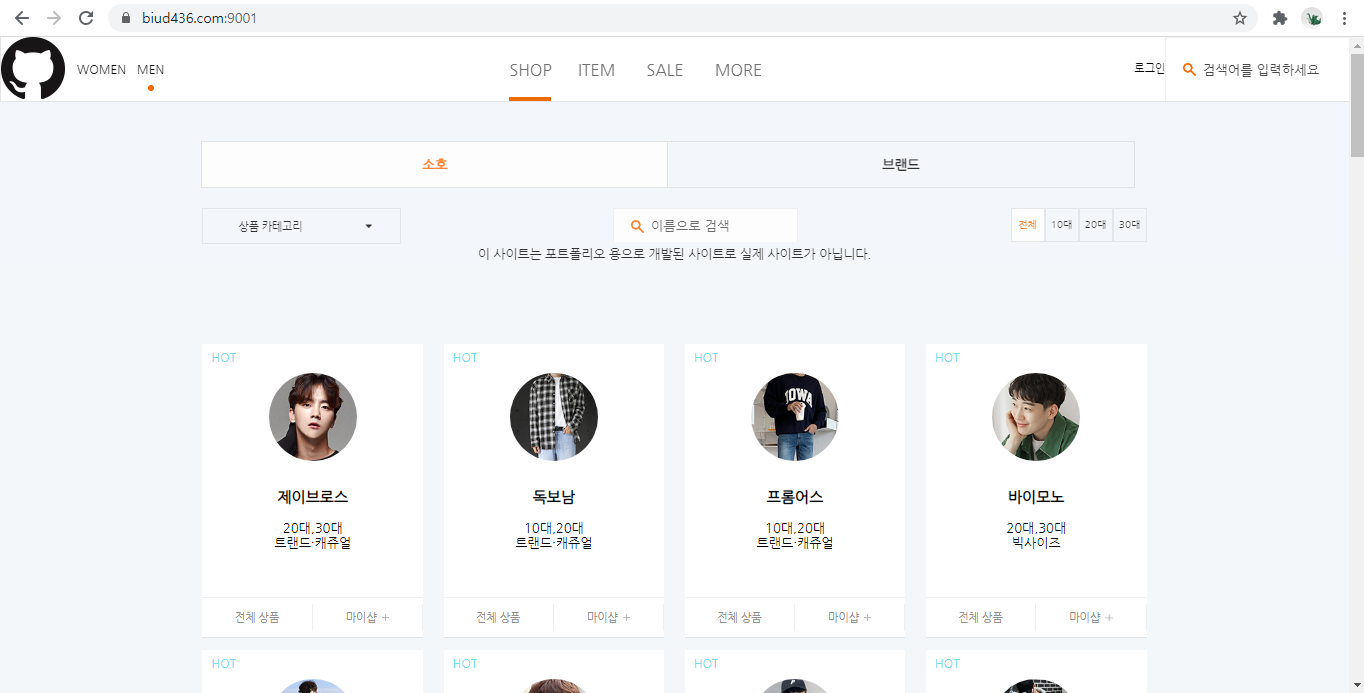 biud436.com:9001
WOMEN MEN SHOP ITEM SALE MORE 로그인 검색어를 입력하세요
소호 브랜드
상품 카테고리 이름으로 검색 전체 10대 20대 30대
이 사이트는 포트폴리오 용으로 개발된 사이트로 실제 사이트가 아닙니다.
HOT HOT HOT HOT
IOWA
제이브로스 독보남 프롬어스 바이모노
20대,30대 10대,20대 10대,20대 20대,30대
트랜드·캐쥬얼 트랜드·캐쥬얼 트랜드·캐쥬얼 빅사이즈
전체 상품 마이샵 + 전체 상품 마이샵 + 전체 상품 마이샵 + 전체 상품 마이샵 +
HOT HOT HOT HOT